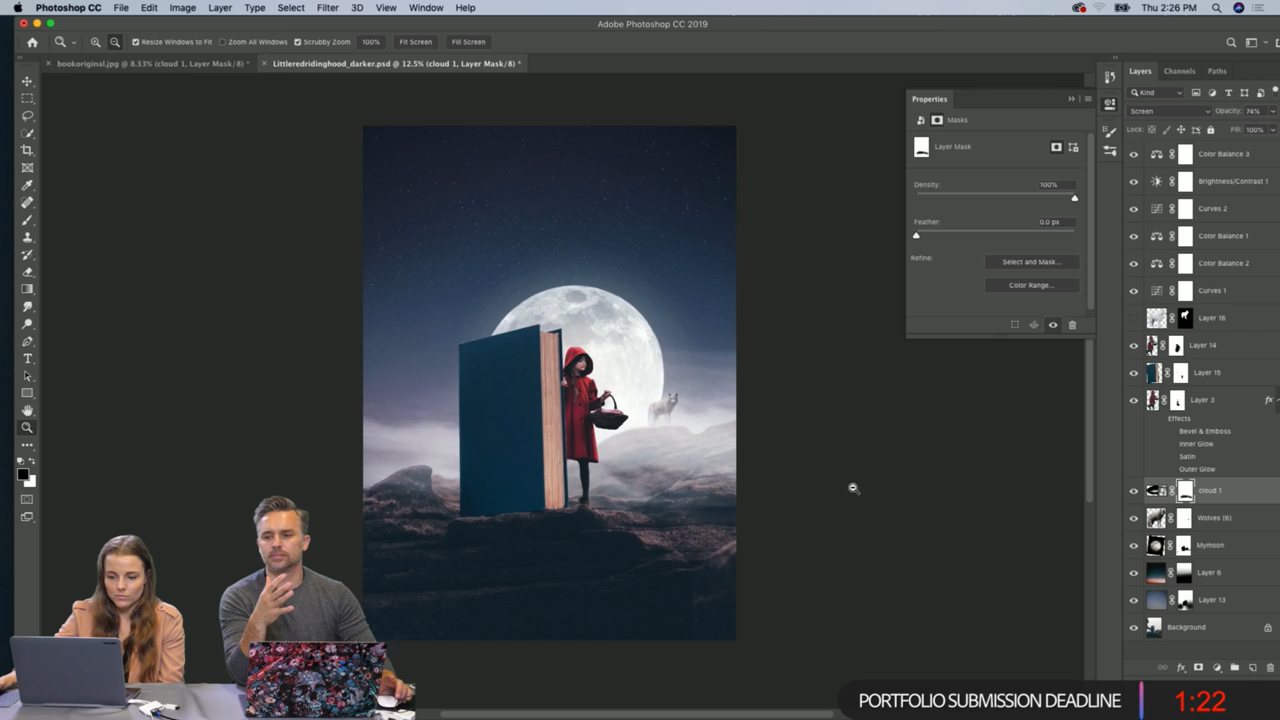 Photoshop CC File Edit Image Layer Type Select Filter 3D View Window Help Thu 2:26 PM
Adobe Photoshop CC 2019
Resize Windows to Fit Zoom All Windows Scrubby Zoom 100% Fit Screen Fill Screen
bookoriginal.jpg @ 8.33% (cloud 1, Layer Mask/8) *
Littleredridinghood_darker.psd @ 12.5% (cloud 1, Layer Mask/8) *
Properties
Masks
Layer Mask
Density: 100%
Feather: 0.0 px
Refine: Select and Mask...
Color Range...
Layers Channels Paths
Kind
Screen Opacity: 74%
Lock: Fill: 100%
Color Balance 3
Brightness/Contrast 1
Curves 2
Color Balance 1
Color Balance 2
Curves 1
Layer 16
Layer 14
Layer 15
Layer 3 fx
Effects
Bevel & Emboss
Inner Glow
Satin
Outer Glow
cloud 1
Wolves (6)
Mymoon
Layer 6
Layer 13
Background
PORTFOLIO SUBMISSION DEADLINE 1:22